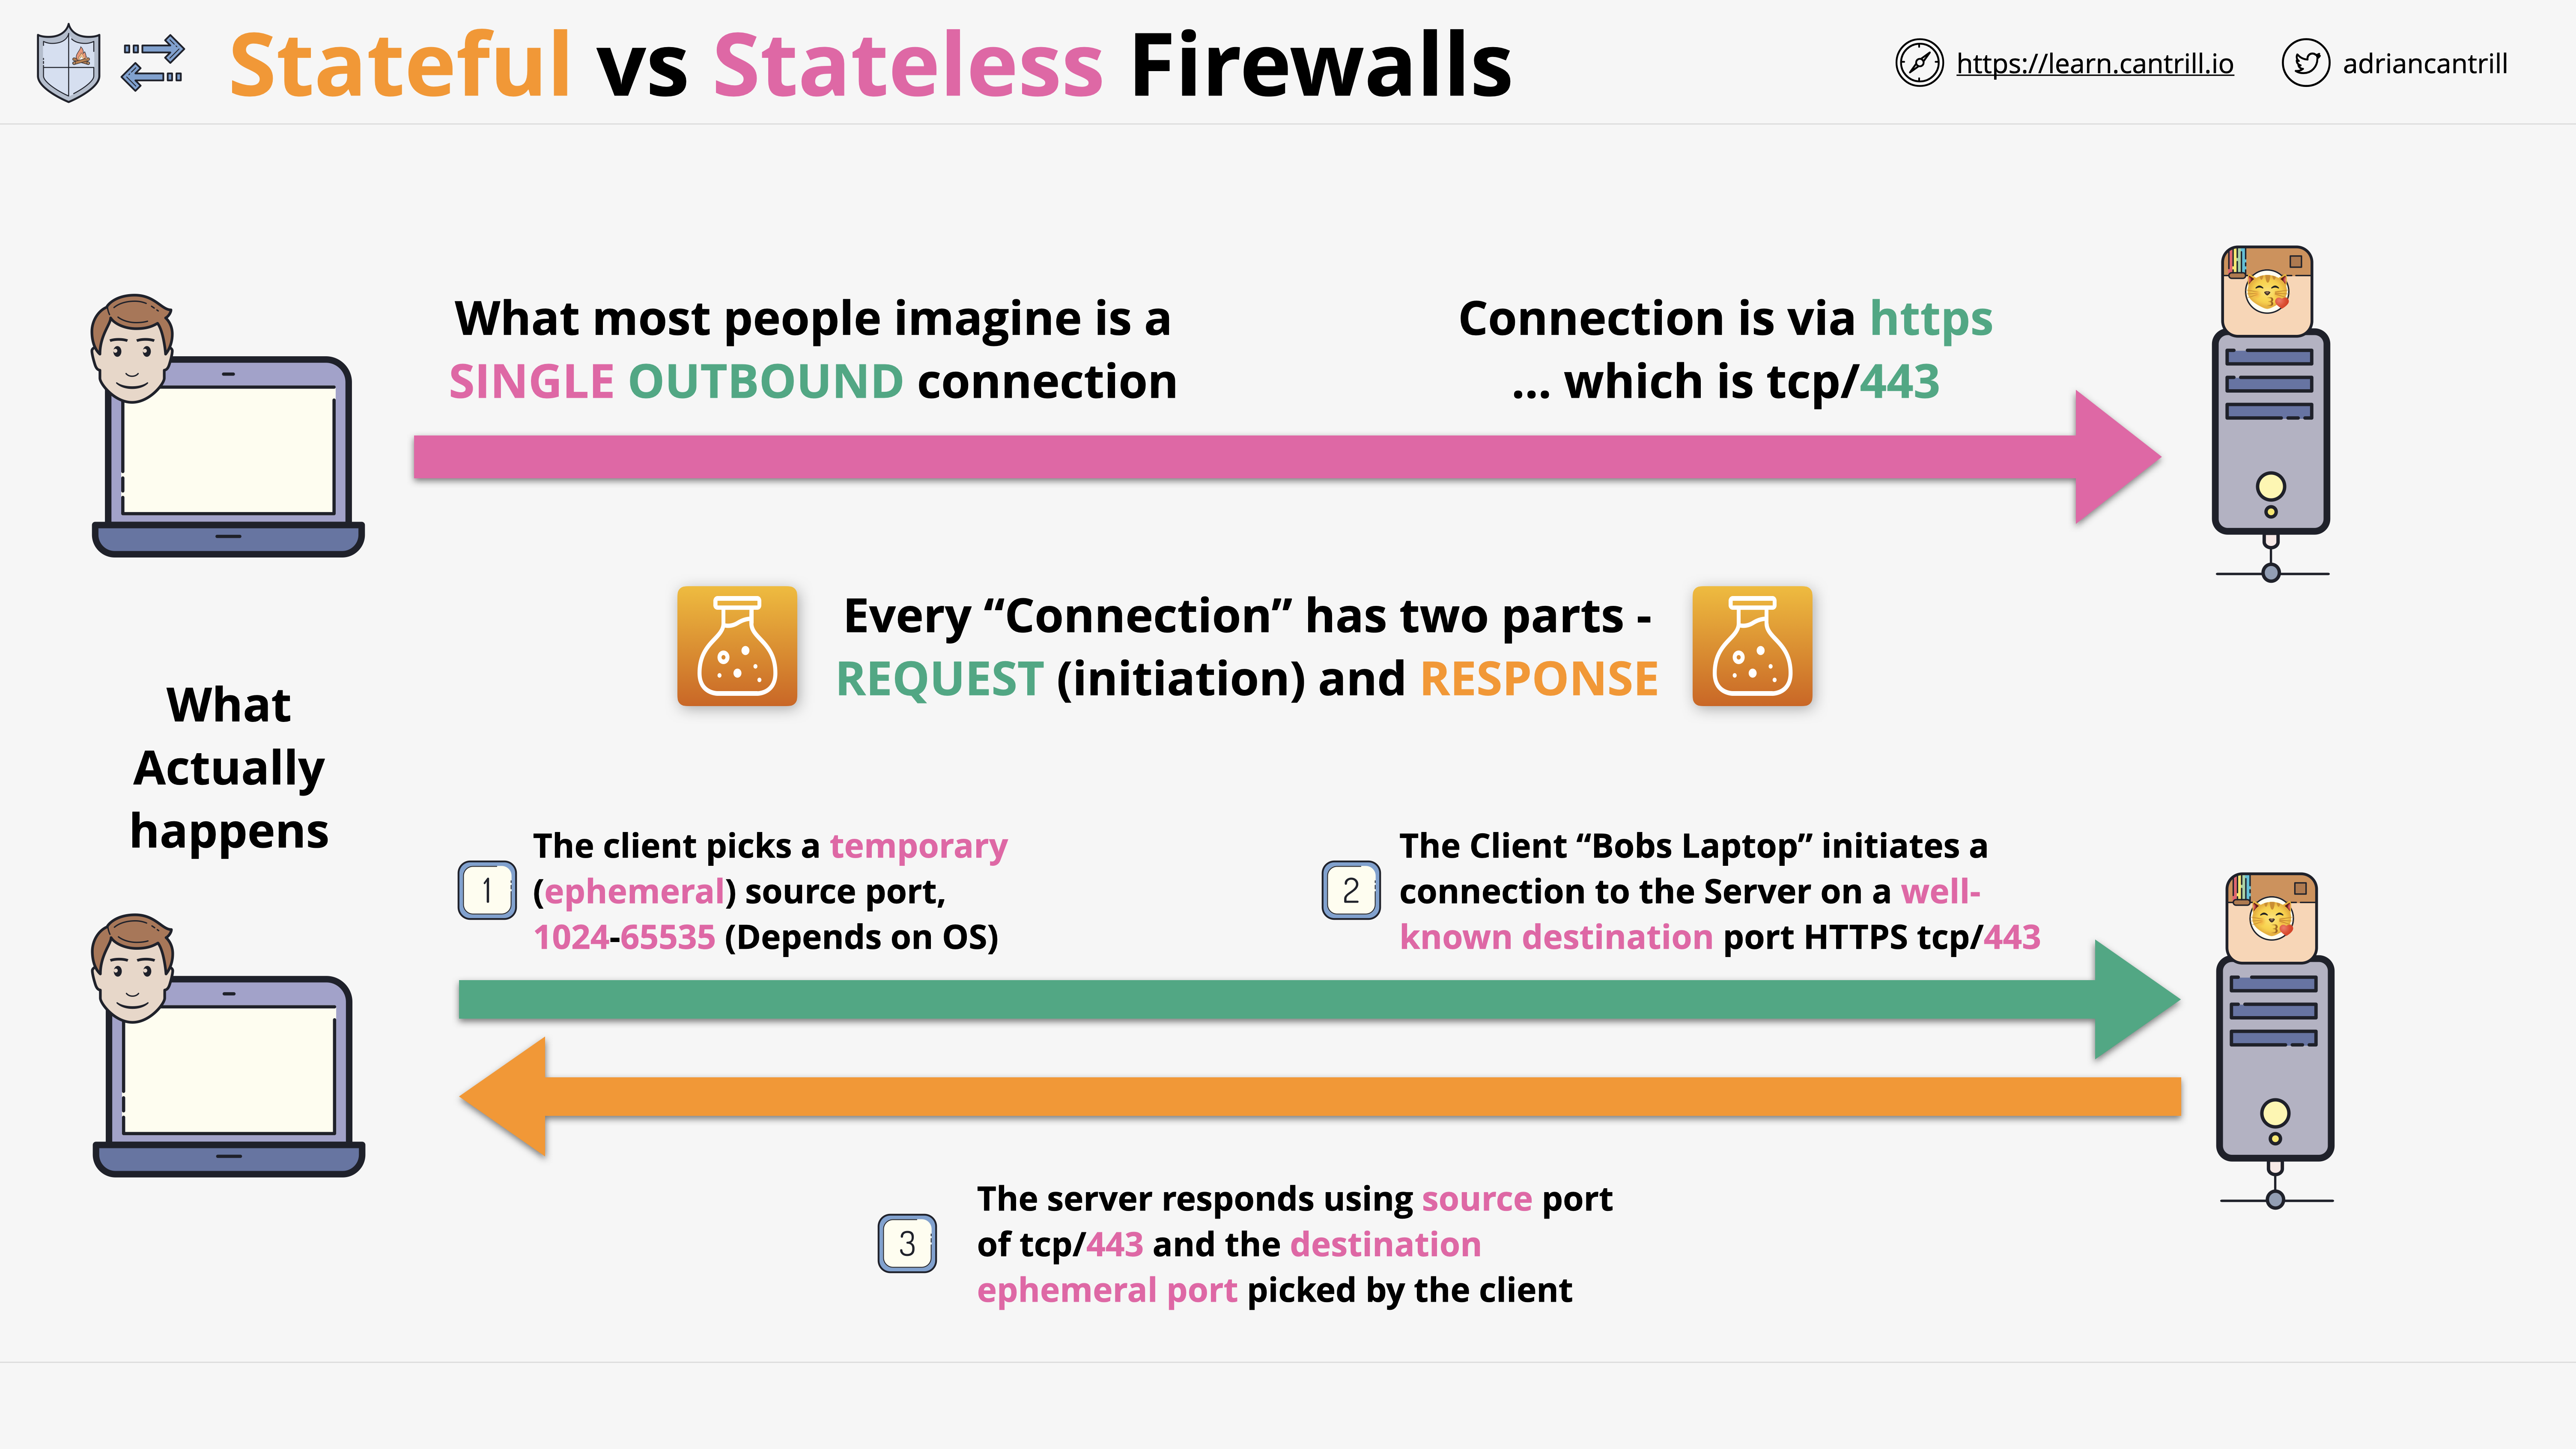 Stateful vs Stateless Firewalls
https://learn.cantrill.io
adriancantrill
What most people imagine is a
SINGLE OUTBOUND connection
Connection is via https
... which is tcp/443
Every “Connection” has two parts -
REQUEST (initiation) and RESPONSE
What
Actually
happens
1
The client picks a temporary
(ephemeral) source port,
1024-65535 (Depends on OS)
2
The Client “Bobs Laptop” initiates a
connection to the Server on a well-
known destination port HTTPS tcp/443
3
The server responds using source port
of tcp/443 and the destination
ephemeral port picked by the client